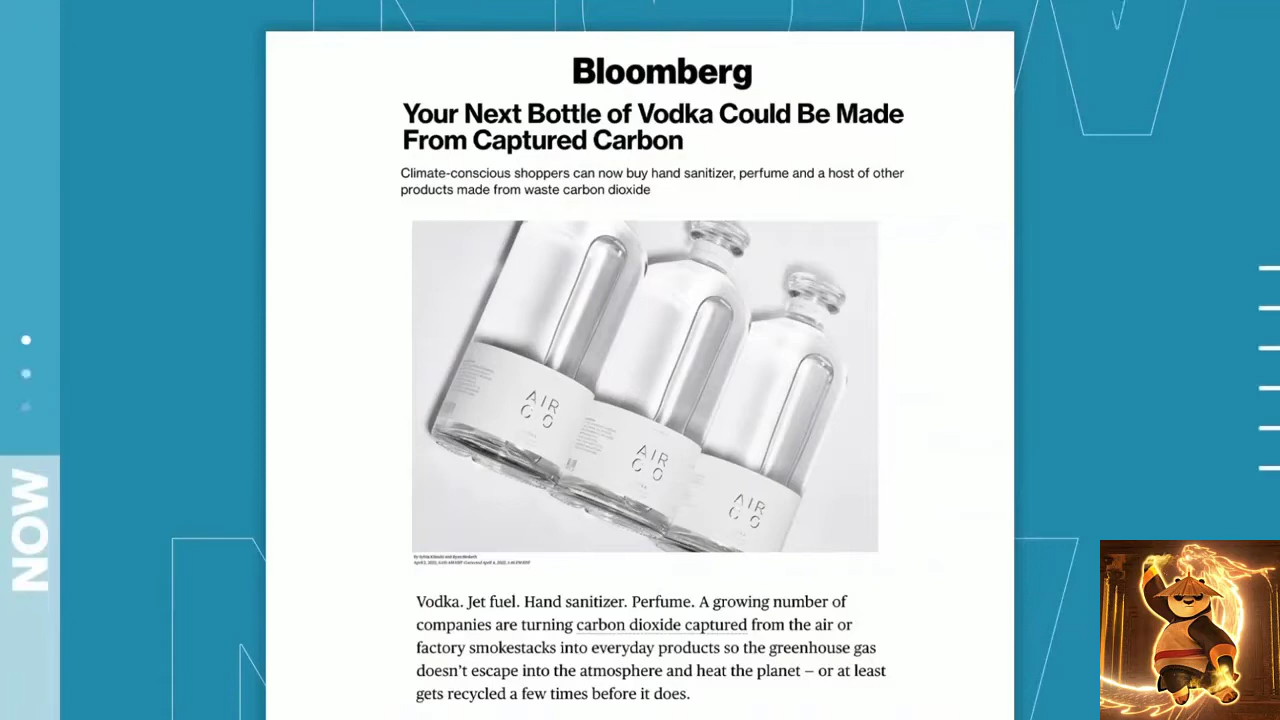 Bloomberg
Your Next Bottle of Vodka Could Be Made
From Captured Carbon
Climate-conscious shoppers can now buy hand sanitizer, perfume and a host of other
products made from waste carbon dioxide
AIR
CO
AIR
CO
AIR
CO
Vodka. Jet fuel. Hand sanitizer. Perfume. A growing number of
companies are turning carbon dioxide captured from the air or
factory smokestacks into everyday products so the greenhouse gas
doesn’t escape into the atmosphere and heat the planet – or at least
gets recycled a few times before it does.
NOW